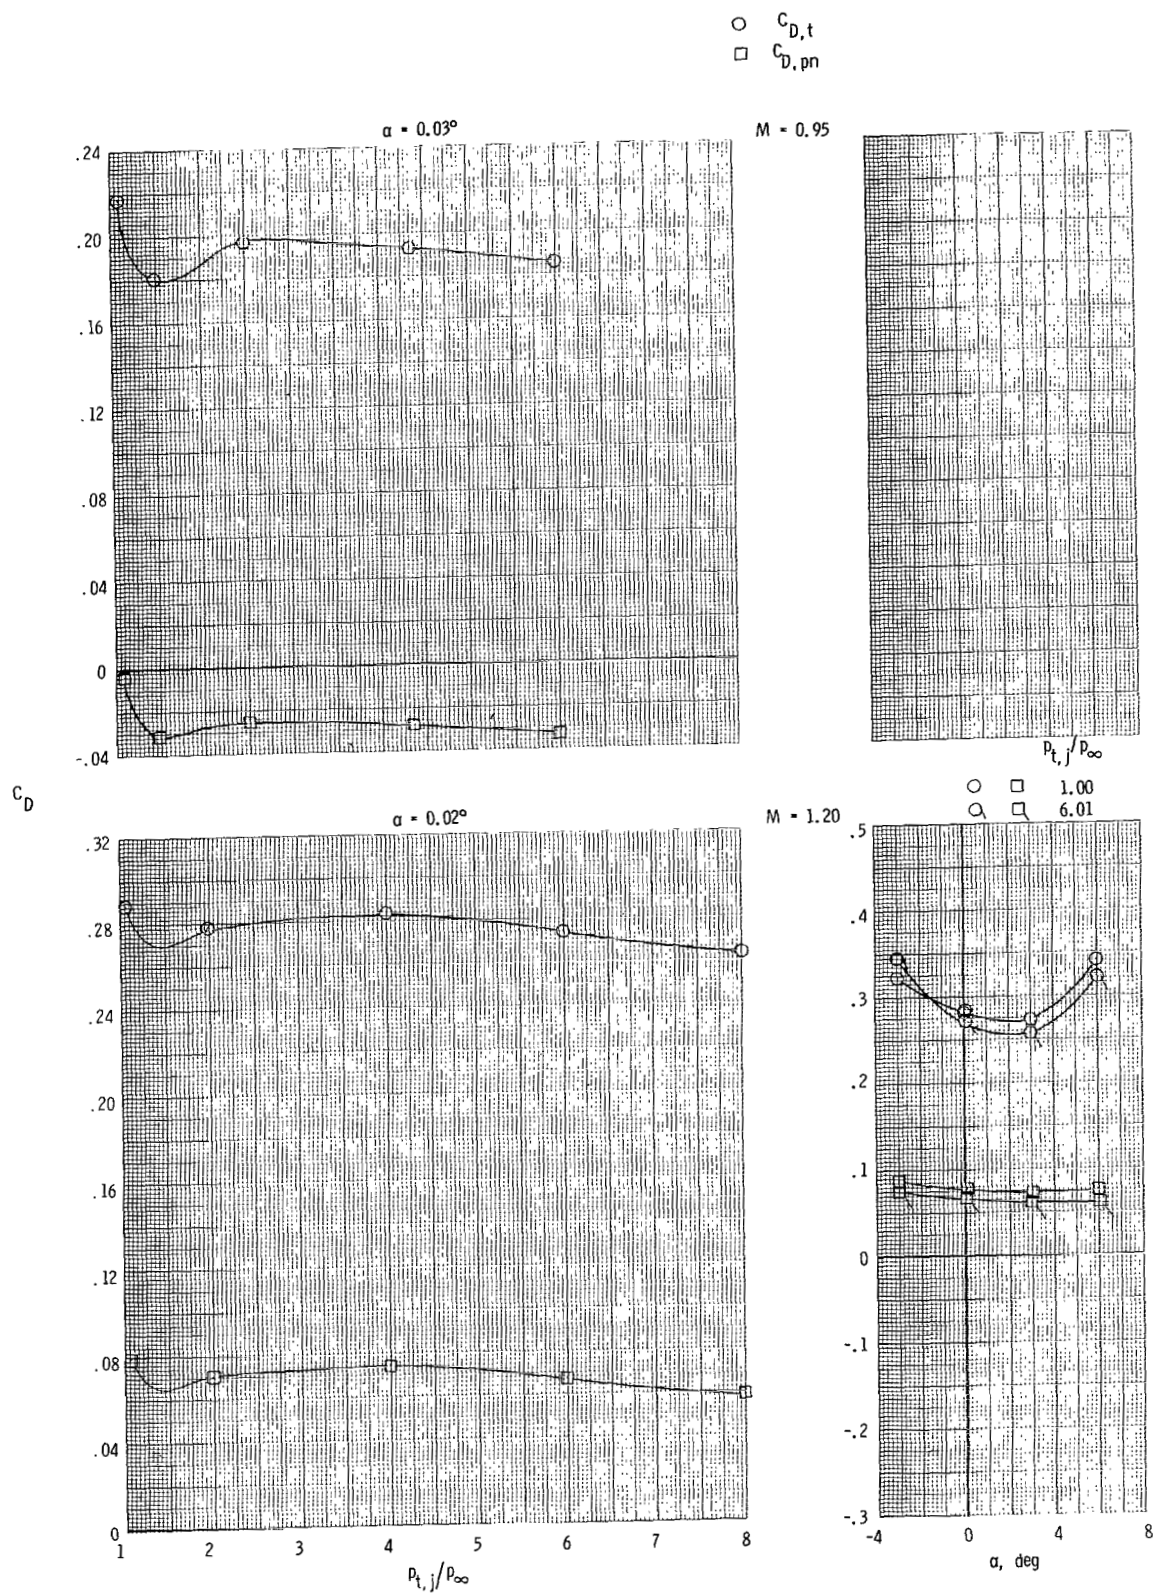 C_D,t
C_D,pn
α = 0.03°
M = 0.95
.24
.20
.16
.12
.08
.04
0
-.04
p_t,j/p_∞
C_D
α = 0.02°
M = 1.20
1.00
6.01
.32
.28
.24
.20
.16
.12
.08
.04
0
1 2 3 4 5 6 7 8
p_t,j/p_∞
.5
.4
.3
.2
.1
0
-.1
-.2
-.3
-4 0 4 8
α, deg